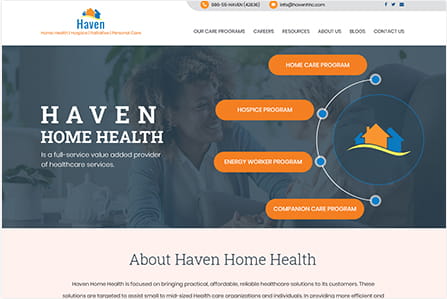 986-55-HAVEN (42836)
info@havenhhc.com
Haven
Home Health | Hospice | Palliative | Personal Care
OUR CARE PROGRAMS CAREERS RESOURCES ABOUT US BLOGS CONTACT US
HOME CARE PROGRAM
HOSPICE PROGRAM
HAVEN
HOME HEALTH
Is a full-service value added provider
of healthcare services.
ENERGY WORKER PROGRAM
COMPANION CARE PROGRAM
About Haven Home Health
Haven Home Health is focused on bringing practical, affordable, reliable healthcare solutions to its customers. These
solutions are targeted to assist small to mid-sized Health care organizations and individuals. In providing more efficient and